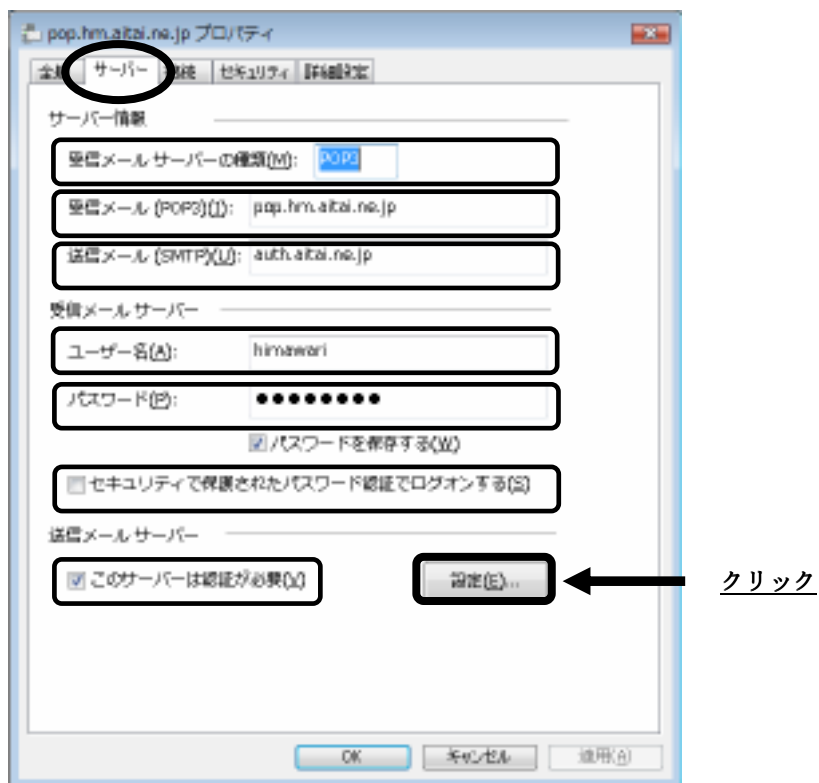 pop.hm.aitai.ne.jp プロパティ
サーバー
セキュリティ
詳細設定
サーバー情報
受信メール サーバーの種類(M): POP3
受信メール (POP3)(I): pop.hm.aitai.ne.jp
送信メール (SMTP)(U): auth.aitai.ne.jp
受信メール サーバー
ユーザー名(A): himawari
パスワード(P): ●●●●●●●●
パスワードを保存する(W)
セキュリティで保護されたパスワード認証でログオンする(S)
送信メール サーバー
このサーバーは認証が必要(V)
設定(E)...
クリック
OK
キャンセル
適用(A)